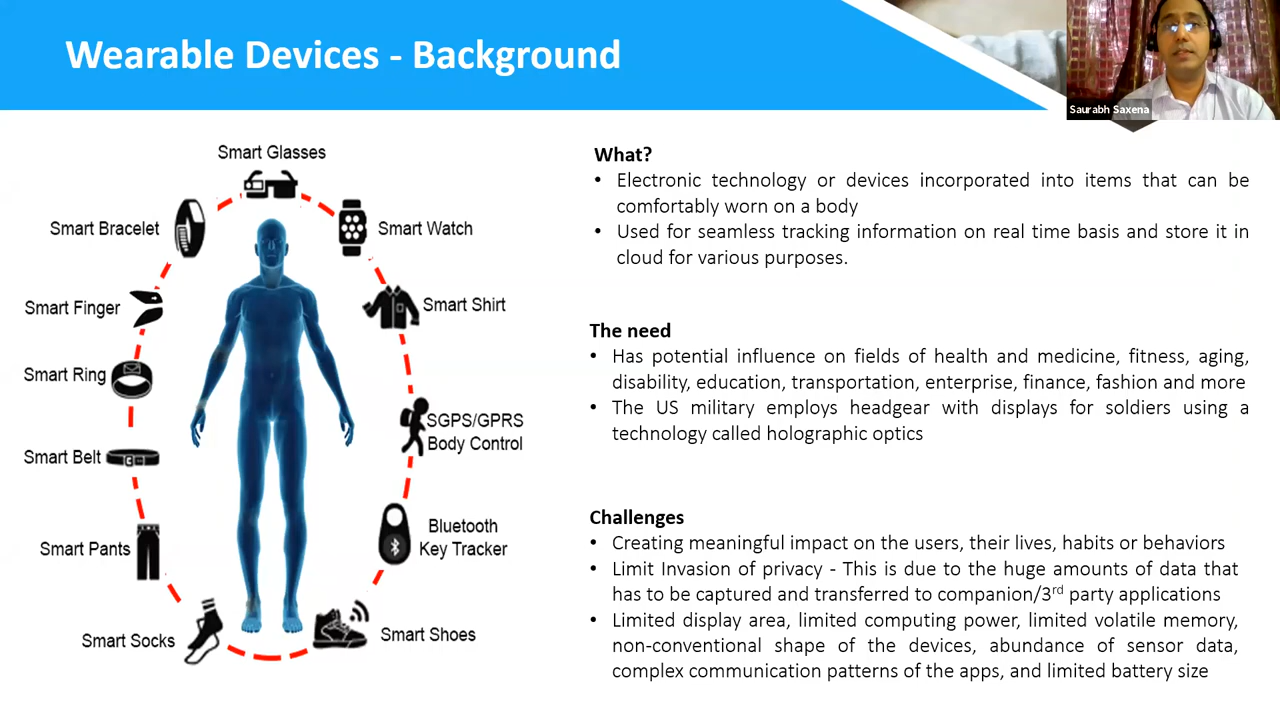 Wearable Devices - Background
Saurabh Saxena
Smart Glasses
Smart Bracelet
Smart Watch
Smart Finger
Smart Shirt
Smart Ring
SGPS/GPRS
Body Control
Smart Belt
Bluetooth
Key Tracker
Smart Pants
Smart Socks
Smart Shoes
What?
• Electronic technology or devices incorporated into items that can be
comfortably worn on a body
• Used for seamless tracking information on real time basis and store it in
cloud for various purposes.
The need
• Has potential influence on fields of health and medicine, fitness, aging,
disability, education, transportation, enterprise, finance, fashion and more
• The US military employs headgear with displays for soldiers using a
technology called holographic optics
Challenges
• Creating meaningful impact on the users, their lives, habits or behaviors
• Limit Invasion of privacy - This is due to the huge amounts of data that
has to be captured and transferred to companion/3rd party applications
• Limited display area, limited computing power, limited volatile memory,
non-conventional shape of the devices, abundance of sensor data,
complex communication patterns of the apps, and limited battery size